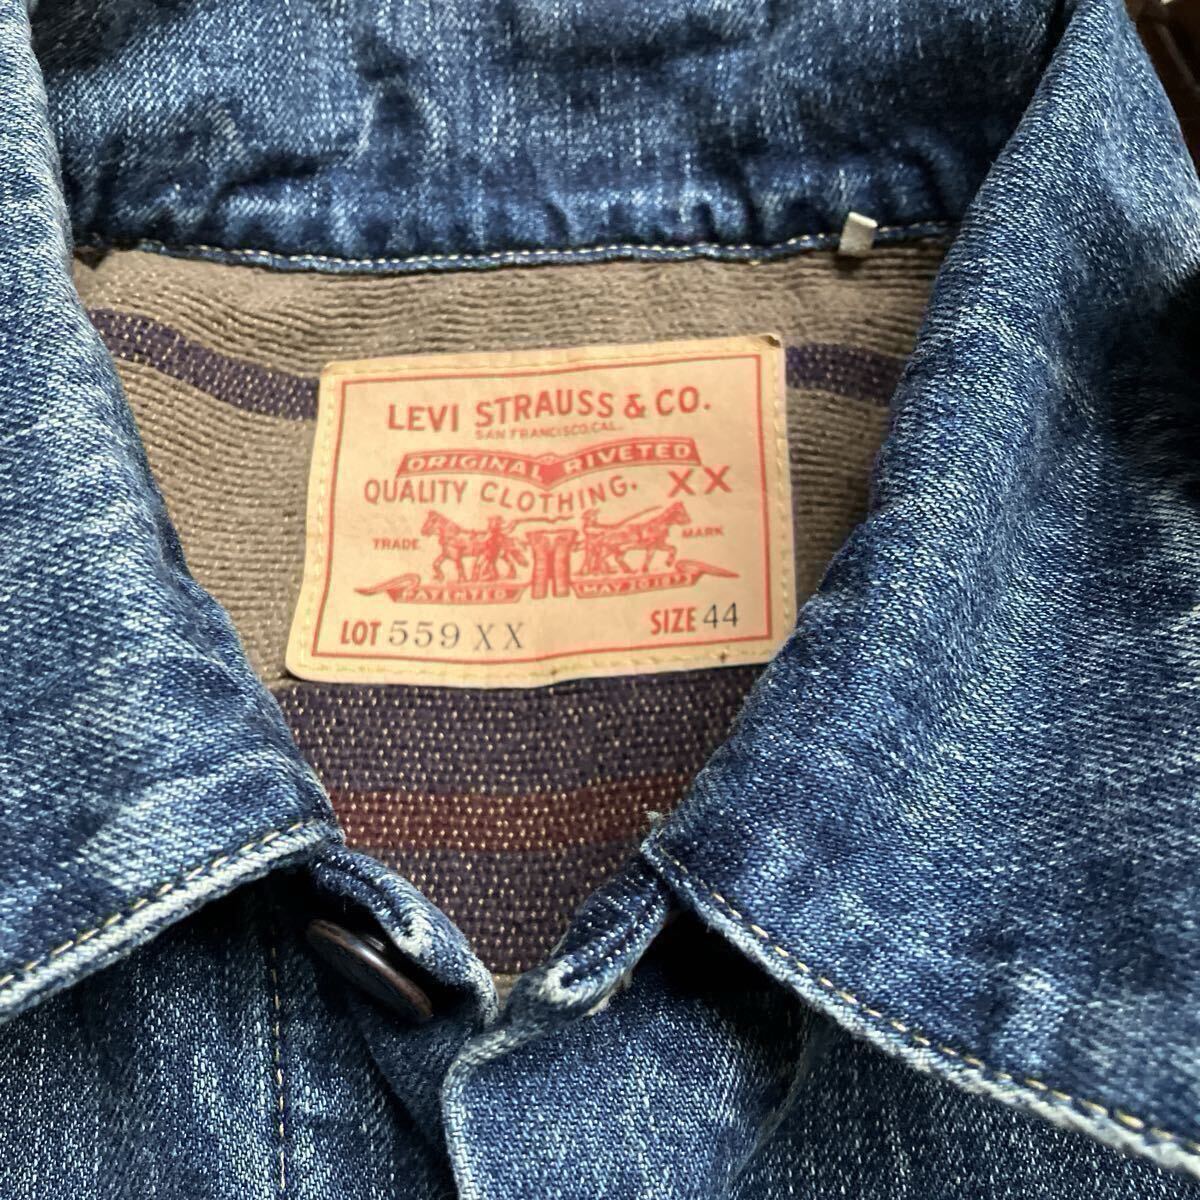 LEVI STRAUSS & CO.
SAN FRANCISCO, CAL.
ORIGINAL RIVETED
QUALITY CLOTHING. XX
TRADE MARK
PATENTED MAY 20 1873
LOT 559 XX SIZE 44